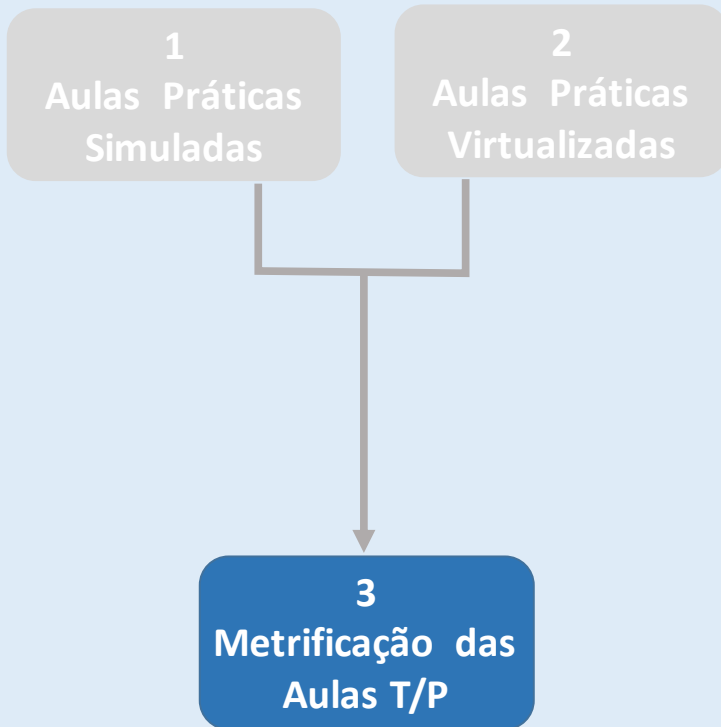 1
Aulas Práticas
Simuladas
2
Aulas Práticas
Virtualizadas
3
Metrificação das
Aulas T/P